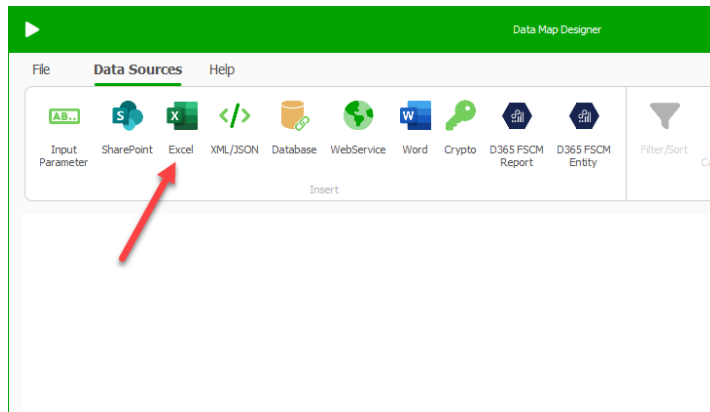 Data Map Designer
File Data Sources Help
AB..
S X </> W
Input Parameter SharePoint Excel XML/JSON Database WebService Word Crypto D365 FSCM Report D365 FSCM Entity Filter/Sort
Insert